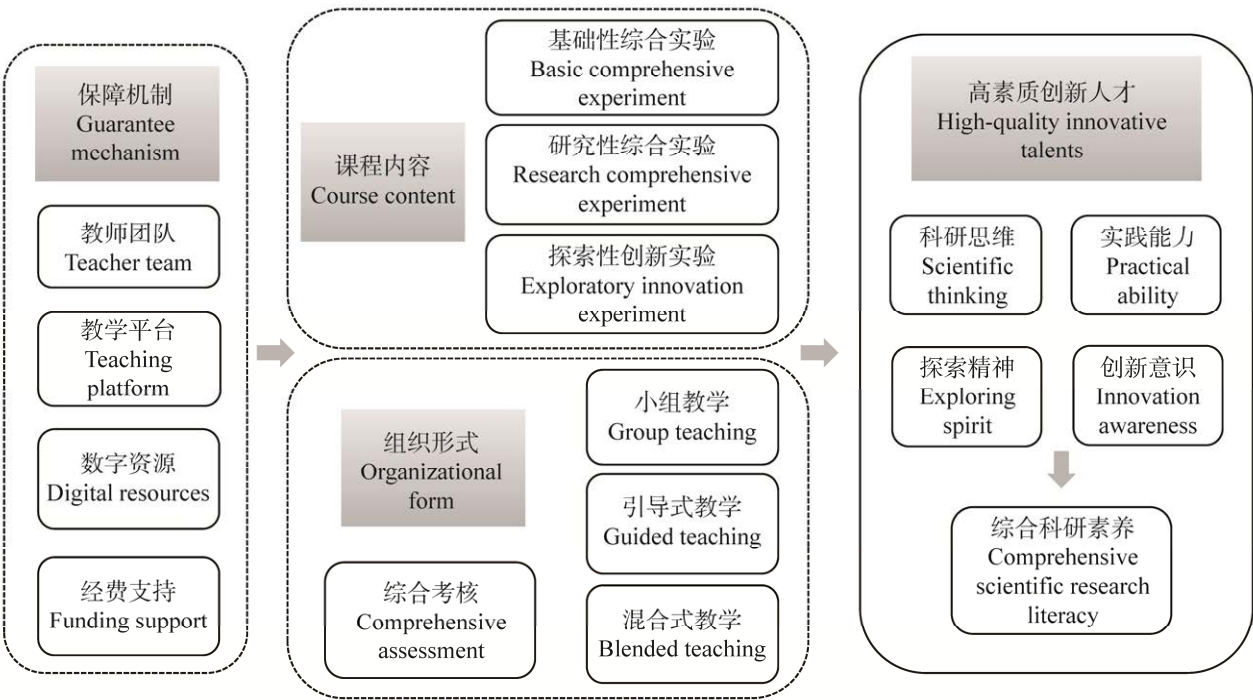 保障机制
Guarantee
mcchanism
教师团队
Teacher team
教学平台
Teaching
platform
数字资源
Digital resources
经费支持
Funding support
课程内容
Course content
基础性综合实验
Basic comprehensive
experiment
研究性综合实验
Research comprehensive
experiment
探索性创新实验
Exploratory innovation
experiment
组织形式
Organizational
form
综合考核
Comprehensive
assessment
小组教学
Group teaching
引导式教学
Guided teaching
混合式教学
Blended teaching
高素质创新人才
High-quality innovative
talents
科研思维
Scientific
thinking
实践能力
Practical
ability
探索精神
Exploring
spirit
创新意识
Innovation
awareness
综合科研素养
Comprehensive
scientific research
literacy